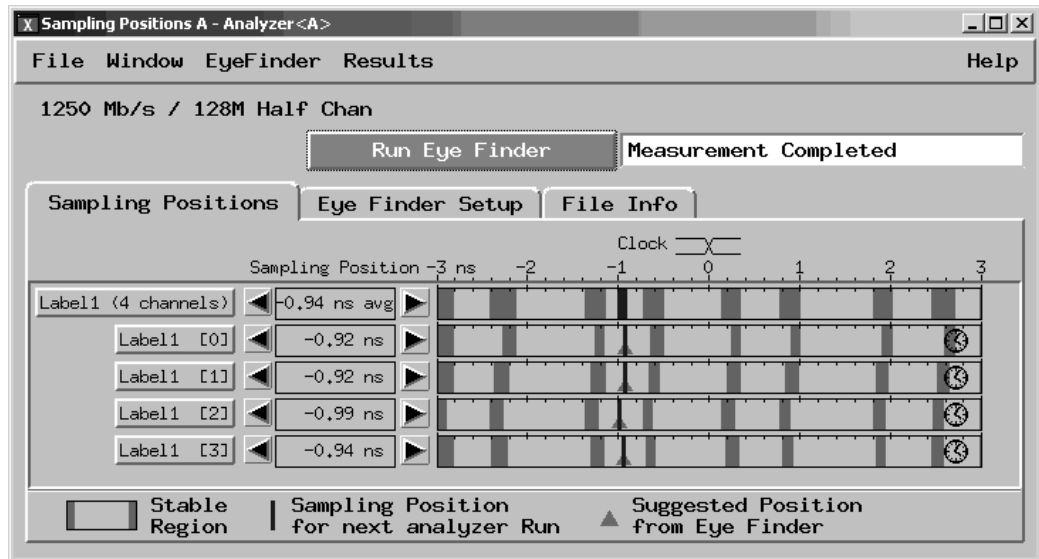 X Sampling Positions A - Analyzer<A>
File Window EyeFinder Results Help
1250 Mb/s / 128M Half Chan
Run Eye Finder Measurement Completed
Sampling Positions Eye Finder Setup File Info
Clock
Sampling Position -3 ns -2 -1 0 1 2 3
Label1 (4 channels) -0.94 ns avg
Label1 [0] -0.92 ns
Label1 [1] -0.92 ns
Label1 [2] -0.99 ns
Label1 [3] -0.94 ns
Stable Region
Sampling Position for next analyzer Run
Suggested Position from Eye Finder